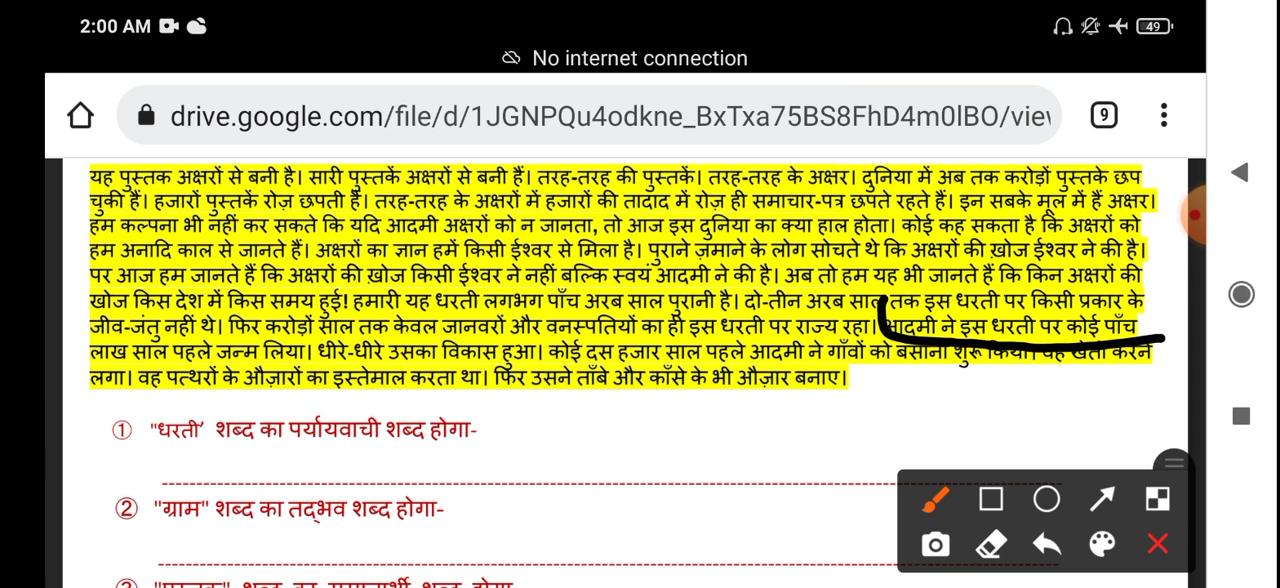 2:00 AM
49
No internet connection
drive.google.com/file/d/1JGNPQu4odkne_BxTxa75BS8FhD4m0lBO/view
9
यह पुस्तक अक्षरों से बनी है। सारी पुस्तकें अक्षरों से बनी हैं। तरह-तरह की पुस्तकें। तरह-तरह के अक्षर। दुनिया में अब तक करोड़ों पुस्तके छप
चुकी हैं। हजारों पुस्तकें रोज़ छपती हैं। तरह-तरह के अक्षरों में हजारों की तादाद में रोज़ ही समाचार-पत्र छपते रहते हैं। इन सबके मूल में हैं अक्षर।
हम कल्पना भी नहीं कर सकते कि यदि आदमी अक्षरों को न जानता, तो आज इस दुनिया का क्या हाल होता। कोई कह सकता है कि अक्षरों को
हम अनादि काल से जानते हैं। अक्षरों का ज्ञान हमें किसी ईश्वर से मिला है। पुराने ज़माने के लोग सोचते थे कि अक्षरों की ख़ोज ईश्वर ने की है।
पर आज हम जानते हैं कि अक्षरों की ख़ोज किसी ईश्वर ने नहीं बल्कि स्वयं आदमी ने की है। अब तो हम यह भी जानते हैं कि किन अक्षरों की
खोज किस देश में किस समय हुई! हमारी यह धरती लगभग पाँच अरब साल पुरानी है। दो-तीन अरब साल तक इस धरती पर किसी प्रकार के
जीव-जंतु नहीं थे। फिर करोड़ों साल तक केवल जानवरों और वनस्पतियों का ही इस धरती पर राज्य रहा। आदमी ने इस धरती पर कोई पाँच
लाख साल पहले जन्म लिया। धीरे-धीरे उसका विकास हुआ। कोई दस हजार साल पहले आदमी ने गाँवों को बसाना शुरू किया। वह खेती करने
लगा। वह पत्थरों के औज़ारों का इस्तेमाल करता था। फिर उसने ताँबे और काँसे के भी औज़ार बनाए।
① "धरती’ शब्द का पर्यायवाची शब्द होगा-
② "ग्राम" शब्द का तद्भव शब्द होगा-